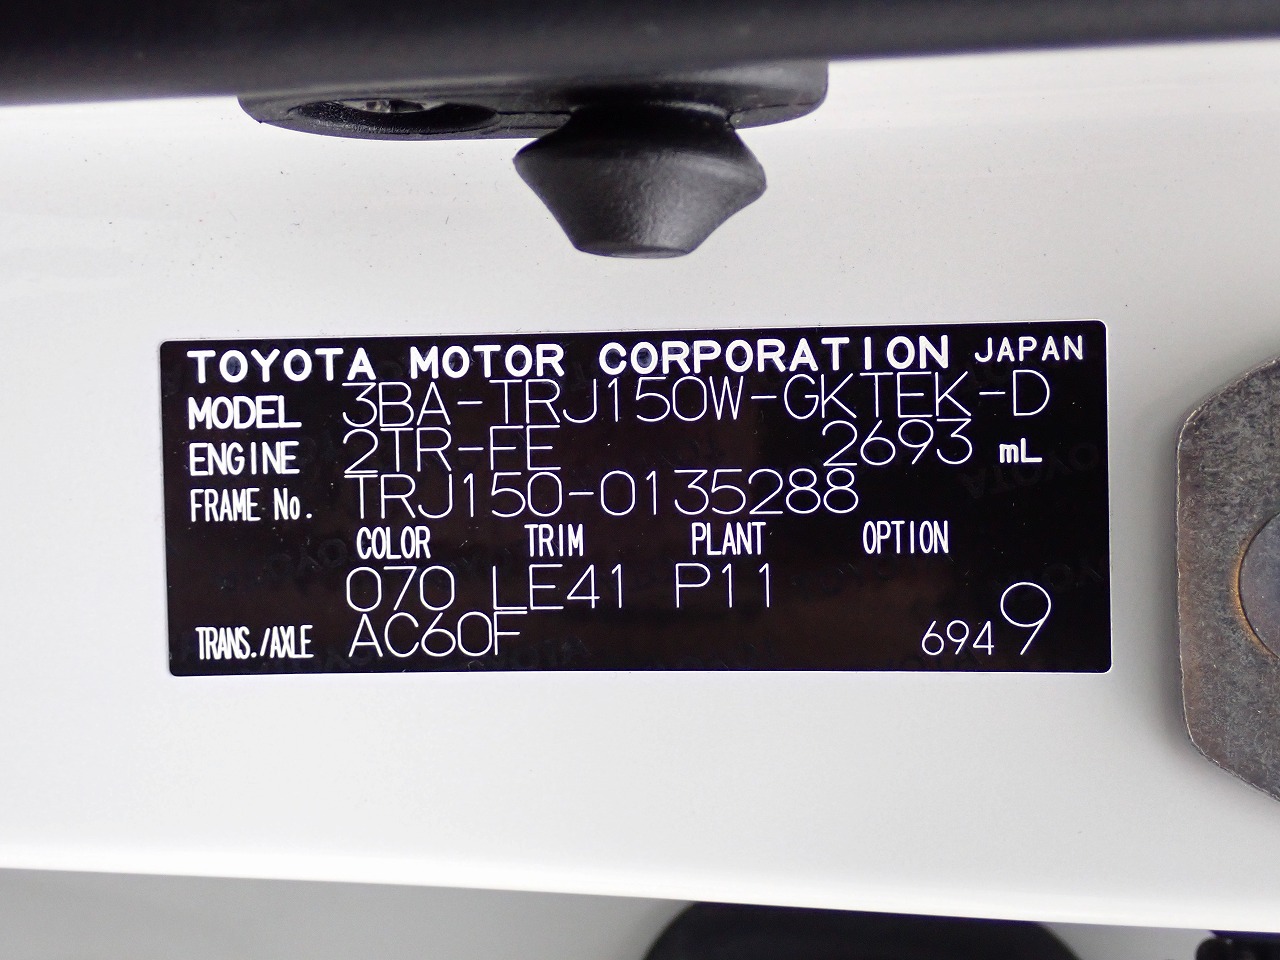 TOYOTA MOTOR CORPORATION JAPAN
MODEL 3BA-TRJ150W-GKTEK-D
ENGINE 2TR-FE 2693 mL
FRAME No. TRJ150-0135288
COLOR TRIM PLANT OPTION
070 LE41 P11
TRANS./AXLE AC60F 6949